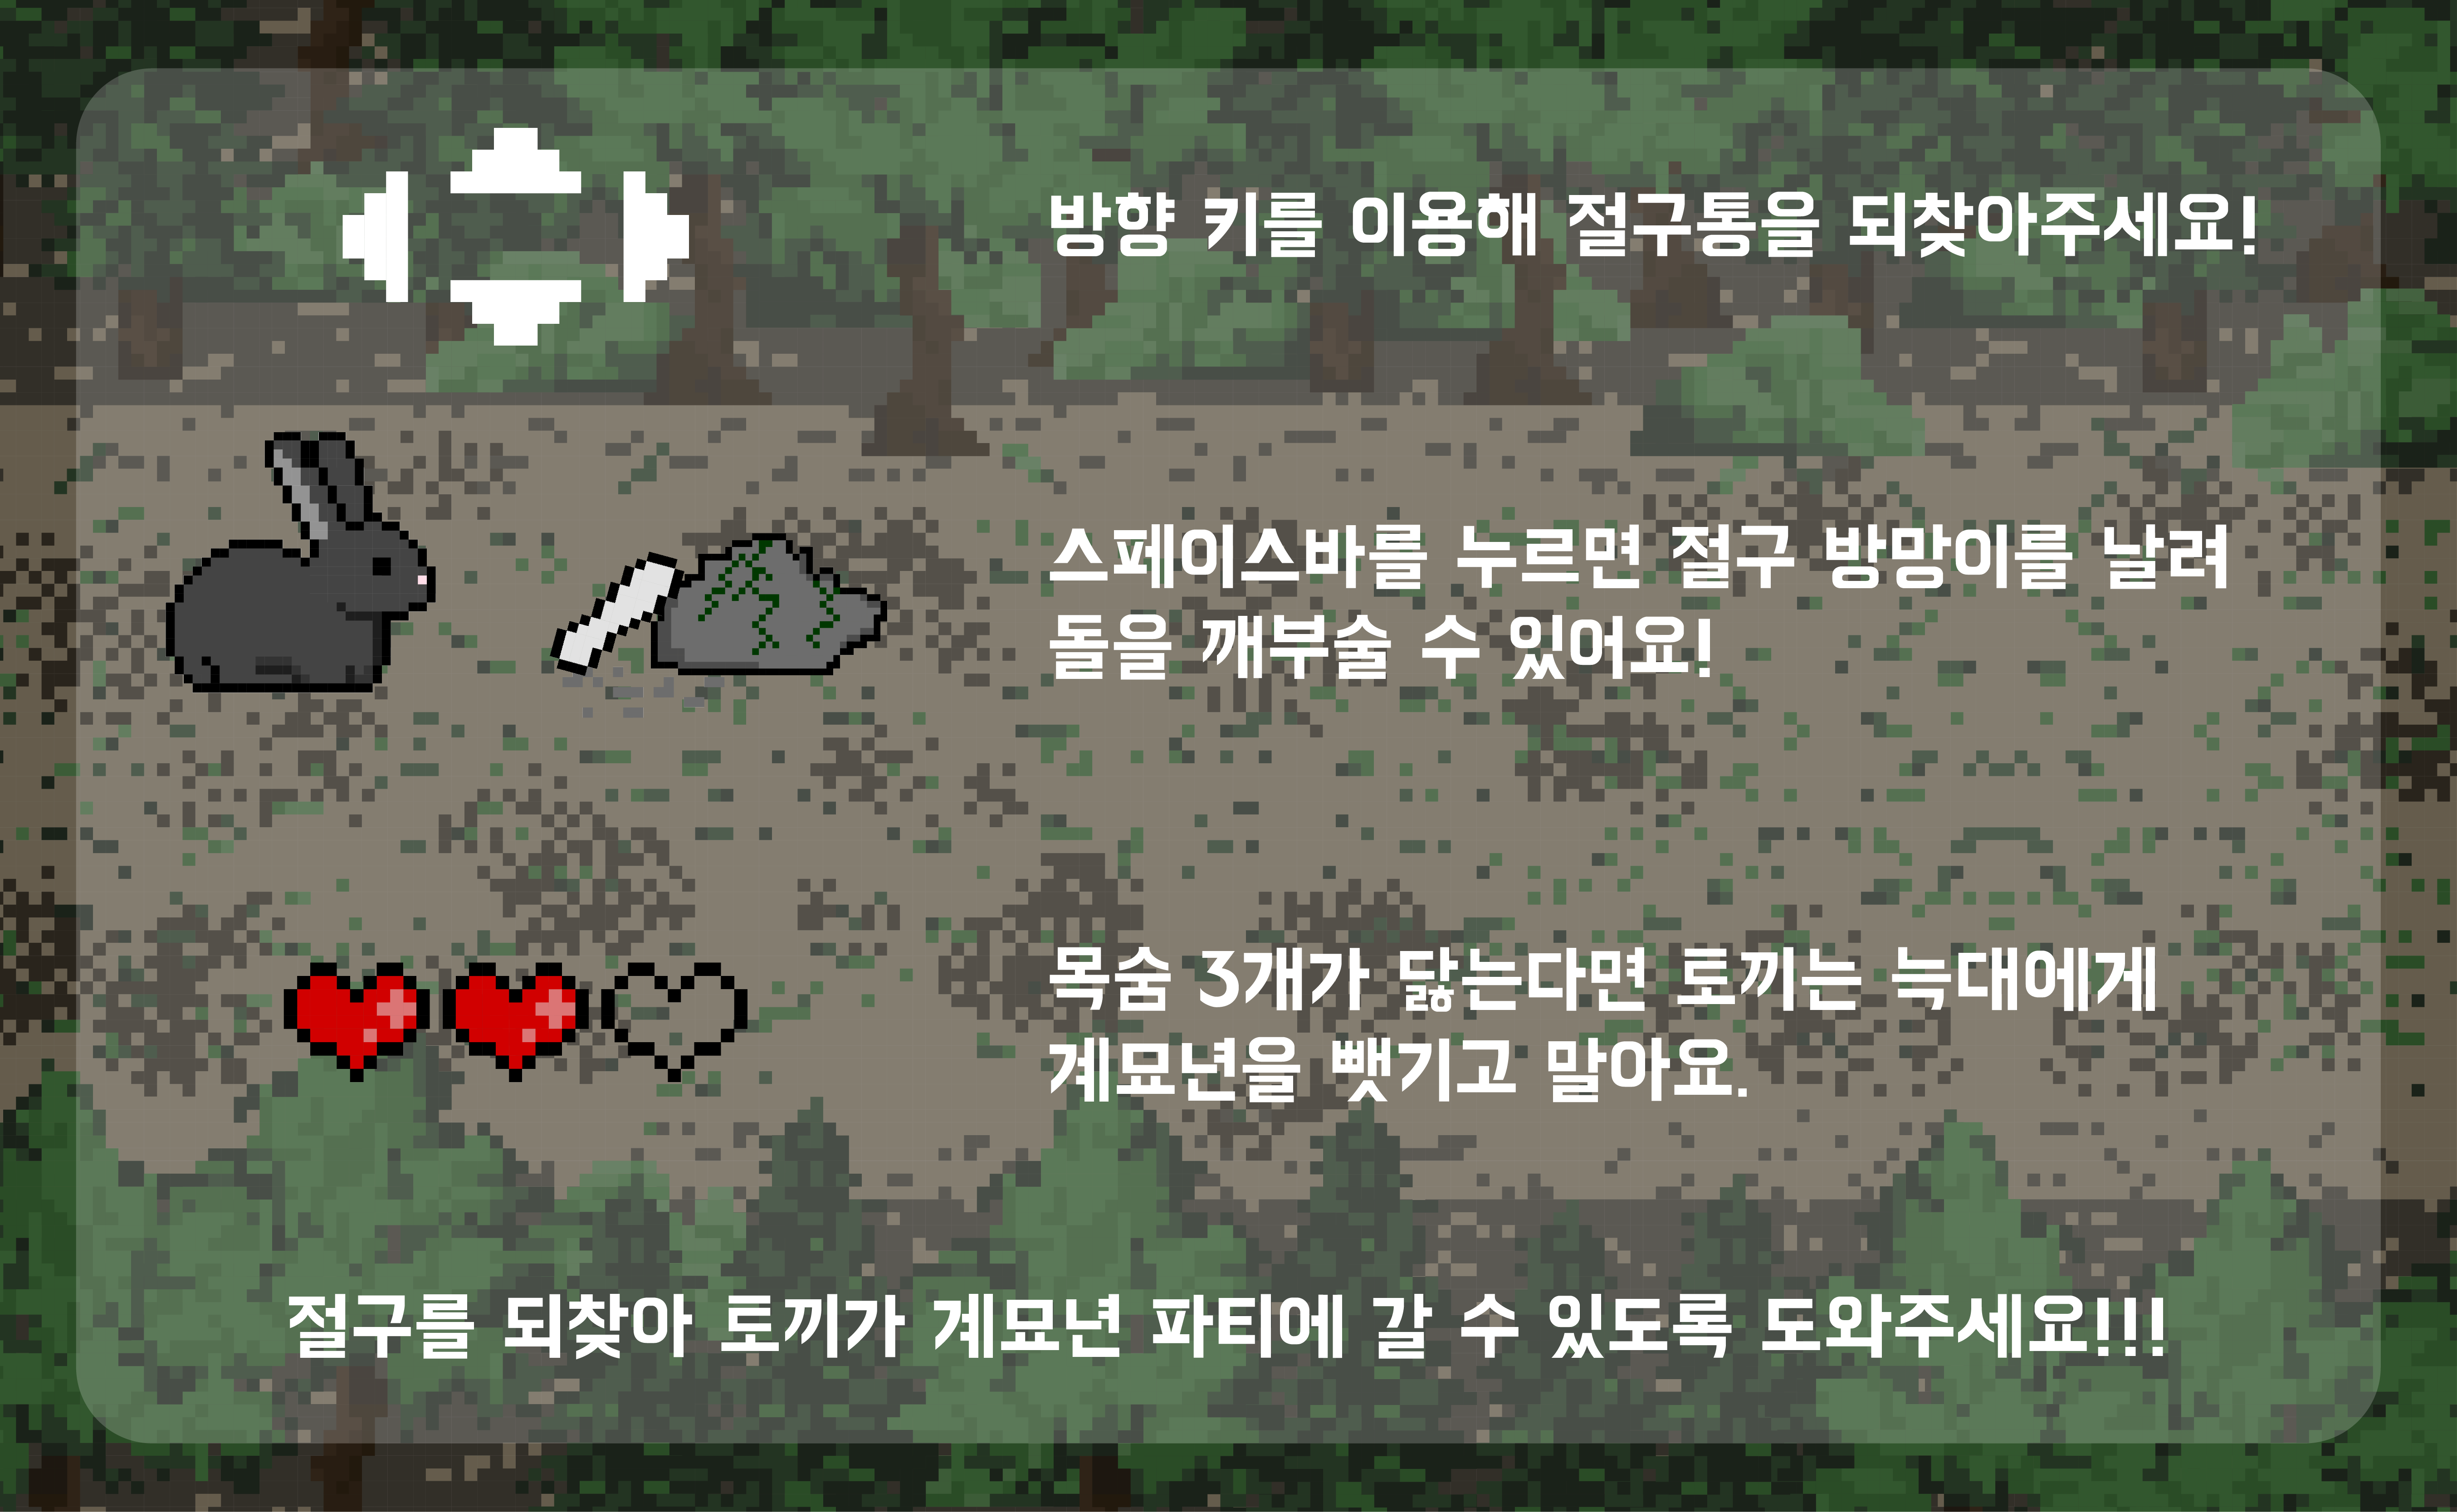 방향 키를 이용해 절구통을 되찾아주세요!
스페이스바를 누르면 절구 방망이를 날려
돌을 깨부술 수 있어요!
목숨 3개가 닳는다면 토끼는 늑대에게
계묘년을 뺏기고 말아요.
절구를 되찾아 토끼가 계묘년 파티에 갈 수 있도록 도와주세요!!!